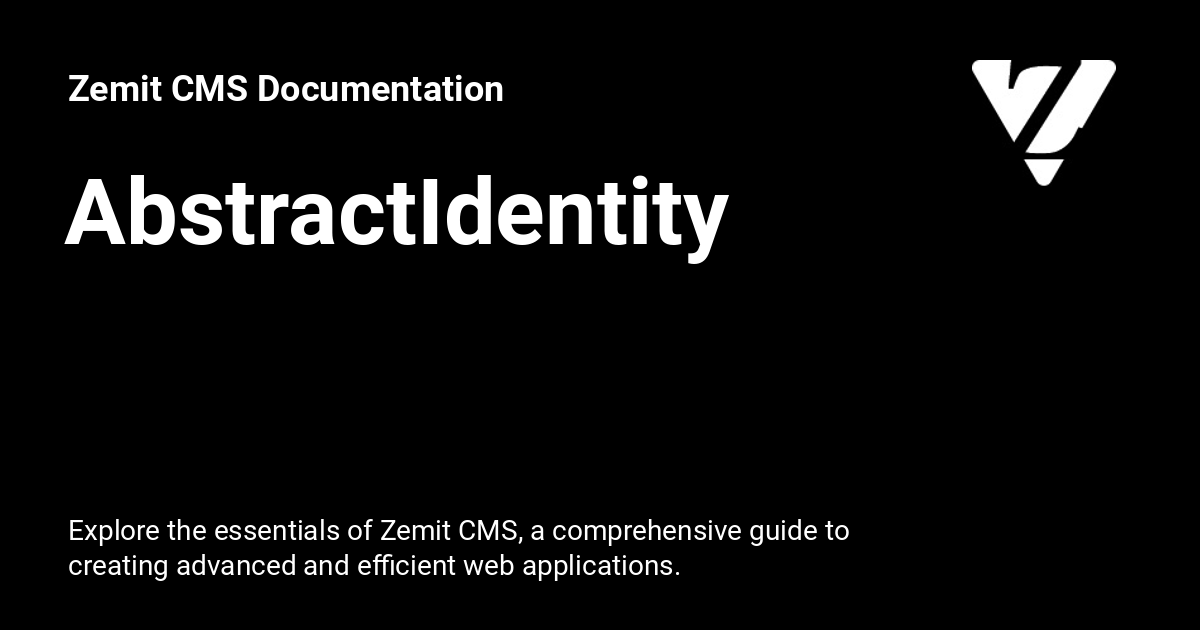 Zemit CMS Documentation
AbstractIdentity
Explore the essentials of Zemit CMS, a comprehensive guide to
creating advanced and efficient web applications.